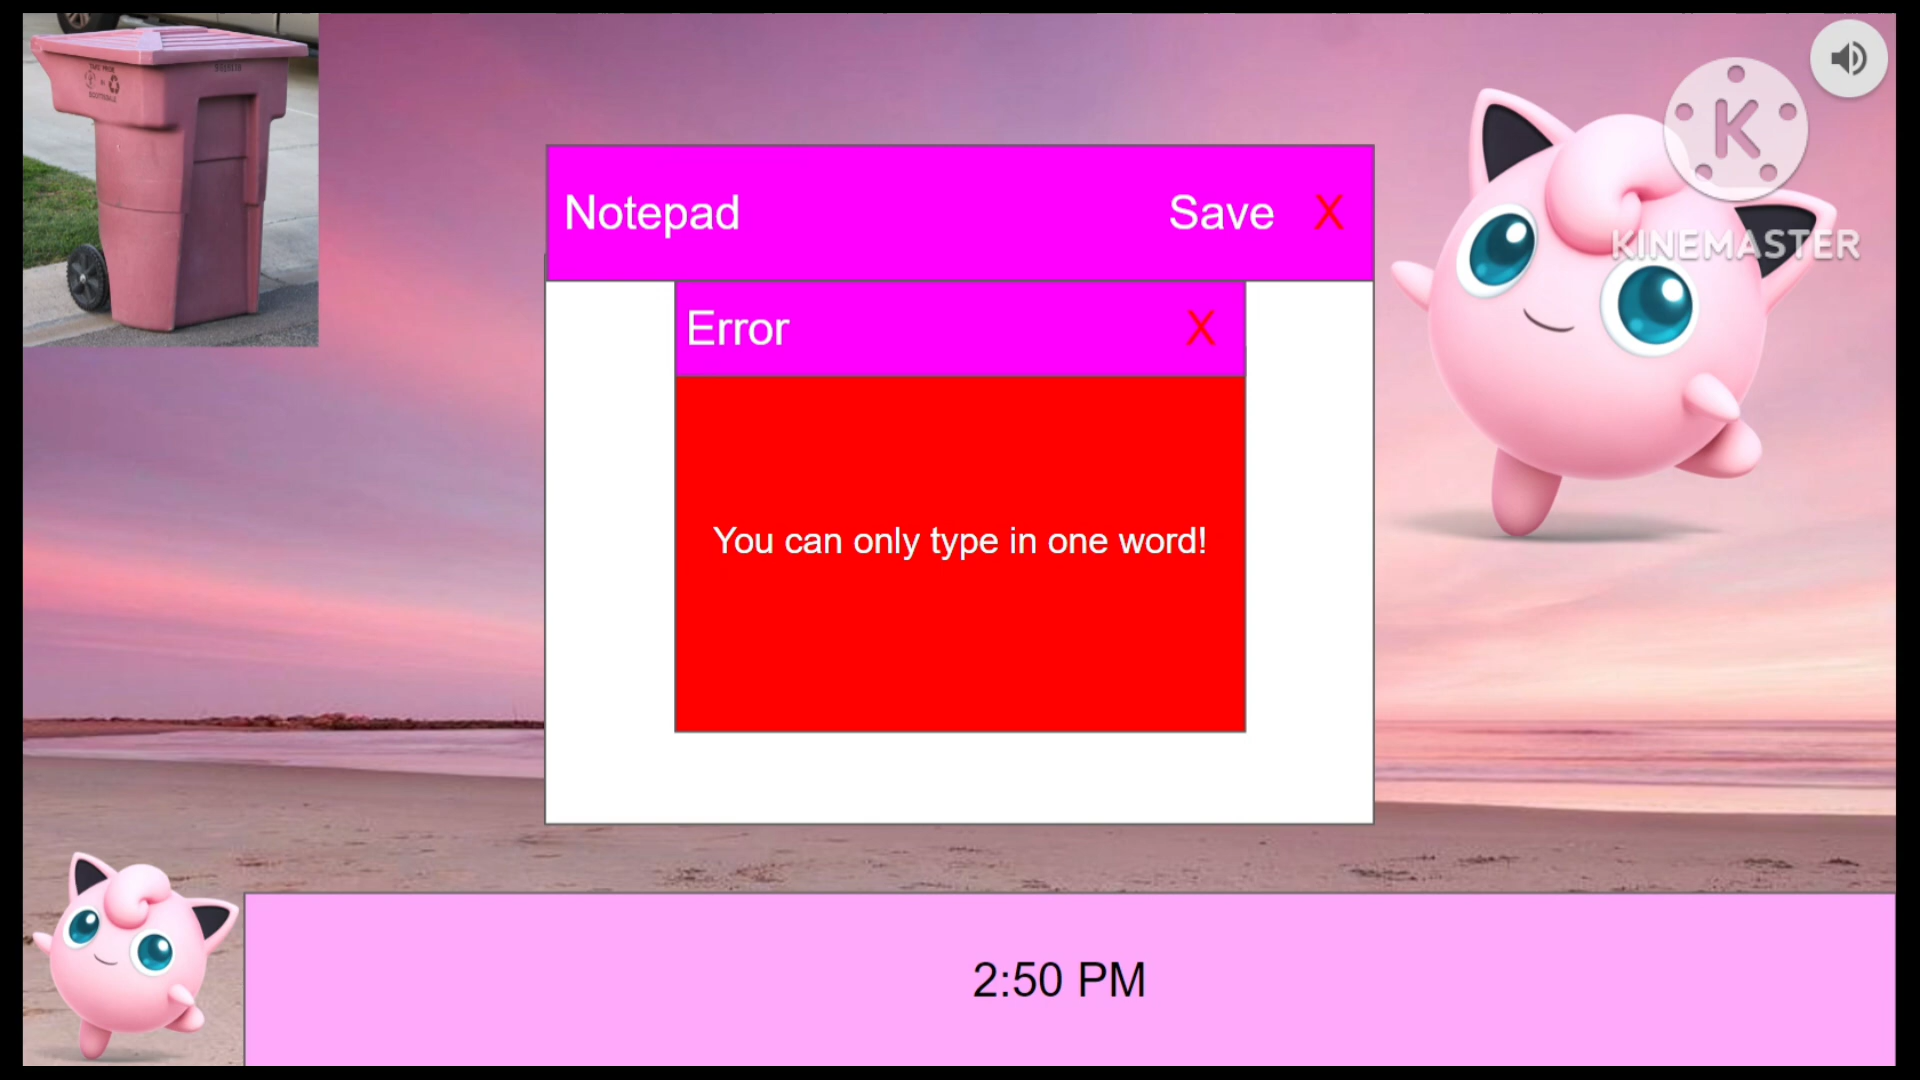 Notepad Save X
Error X
You can only type in one word!
2:50 PM
K
KINEMASTER